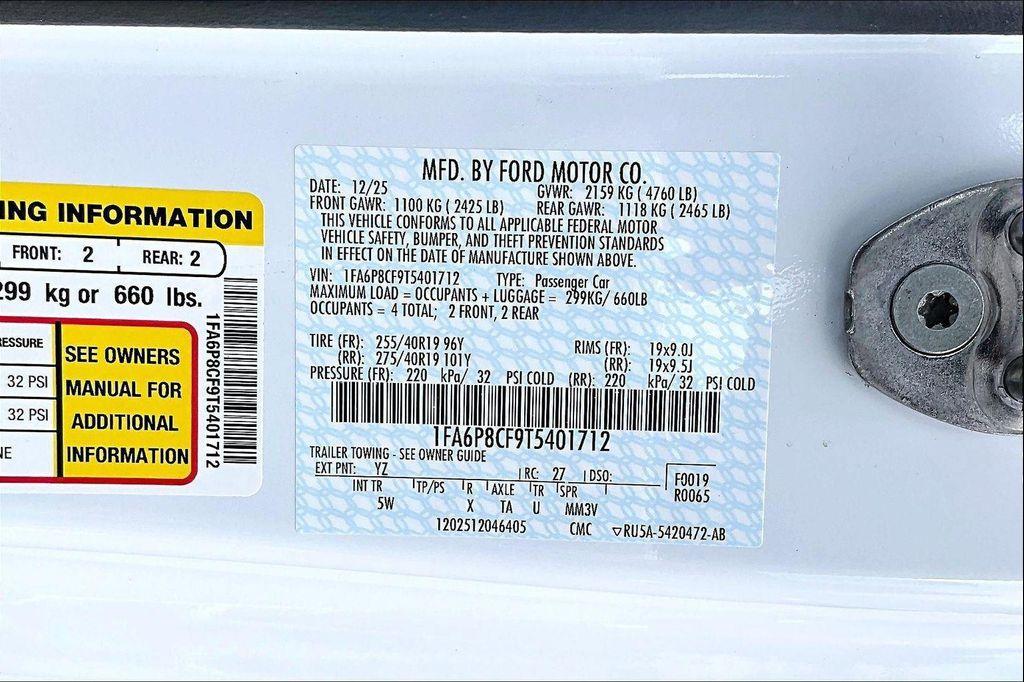 ING INFORMATION
FRONT: 2 REAR: 2
299 kg or 660 lbs.
RESSURE
32 PSI
32 PSI
NE
SEE OWNERS
MANUAL FOR
ADDITIONAL
INFORMATION
1FA6P8CF9T5401712
MFD. BY FORD MOTOR CO.
DATE: 12/25 GVWR: 2159 KG ( 4760 LB)
FRONT GAWR: 1100 KG ( 2425 LB) REAR GAWR: 1118 KG ( 2465 LB)
THIS VEHICLE CONFORMS TO ALL APPLICABLE FEDERAL MOTOR
VEHICLE SAFETY, BUMPER, AND THEFT PREVENTION STANDARDS
IN EFFECT ON THE DATE OF MANUFACTURE SHOWN ABOVE.
VIN: 1FA6P8CF9T5401712 TYPE: Passenger Car
MAXIMUM LOAD = OCCUPANTS + LUGGAGE = 299KG/ 660LB
OCCUPANTS = 4 TOTAL; 2 FRONT, 2 REAR
TIRE (FR): 255/40R19 96Y RIMS (FR): 19x9.0J
(RR): 275/40R19 101Y (RR): 19x9.5J
PRESSURE (FR): 220 kPa/ 32 PSI COLD (RR): 220 kPa/ 32 PSI COLD
1FA6P8CF9T5401712
TRAILER TOWING - SEE OWNER GUIDE
EXT PNT: YZ RC: 27 DSO: F0019
R0065
INT TR TP/PS R AXLE TR SPR
5W X TA U MM3V
1202512046405 CMC ▽RU5A-5420472-AB